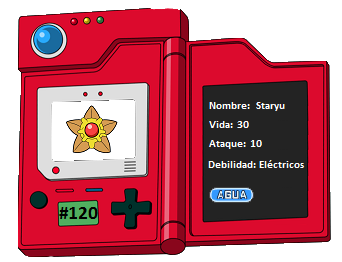 Nombre: Staryu
Vida: 30
Ataque: 10
Debilidad: Eléctricos
AGUA
#120